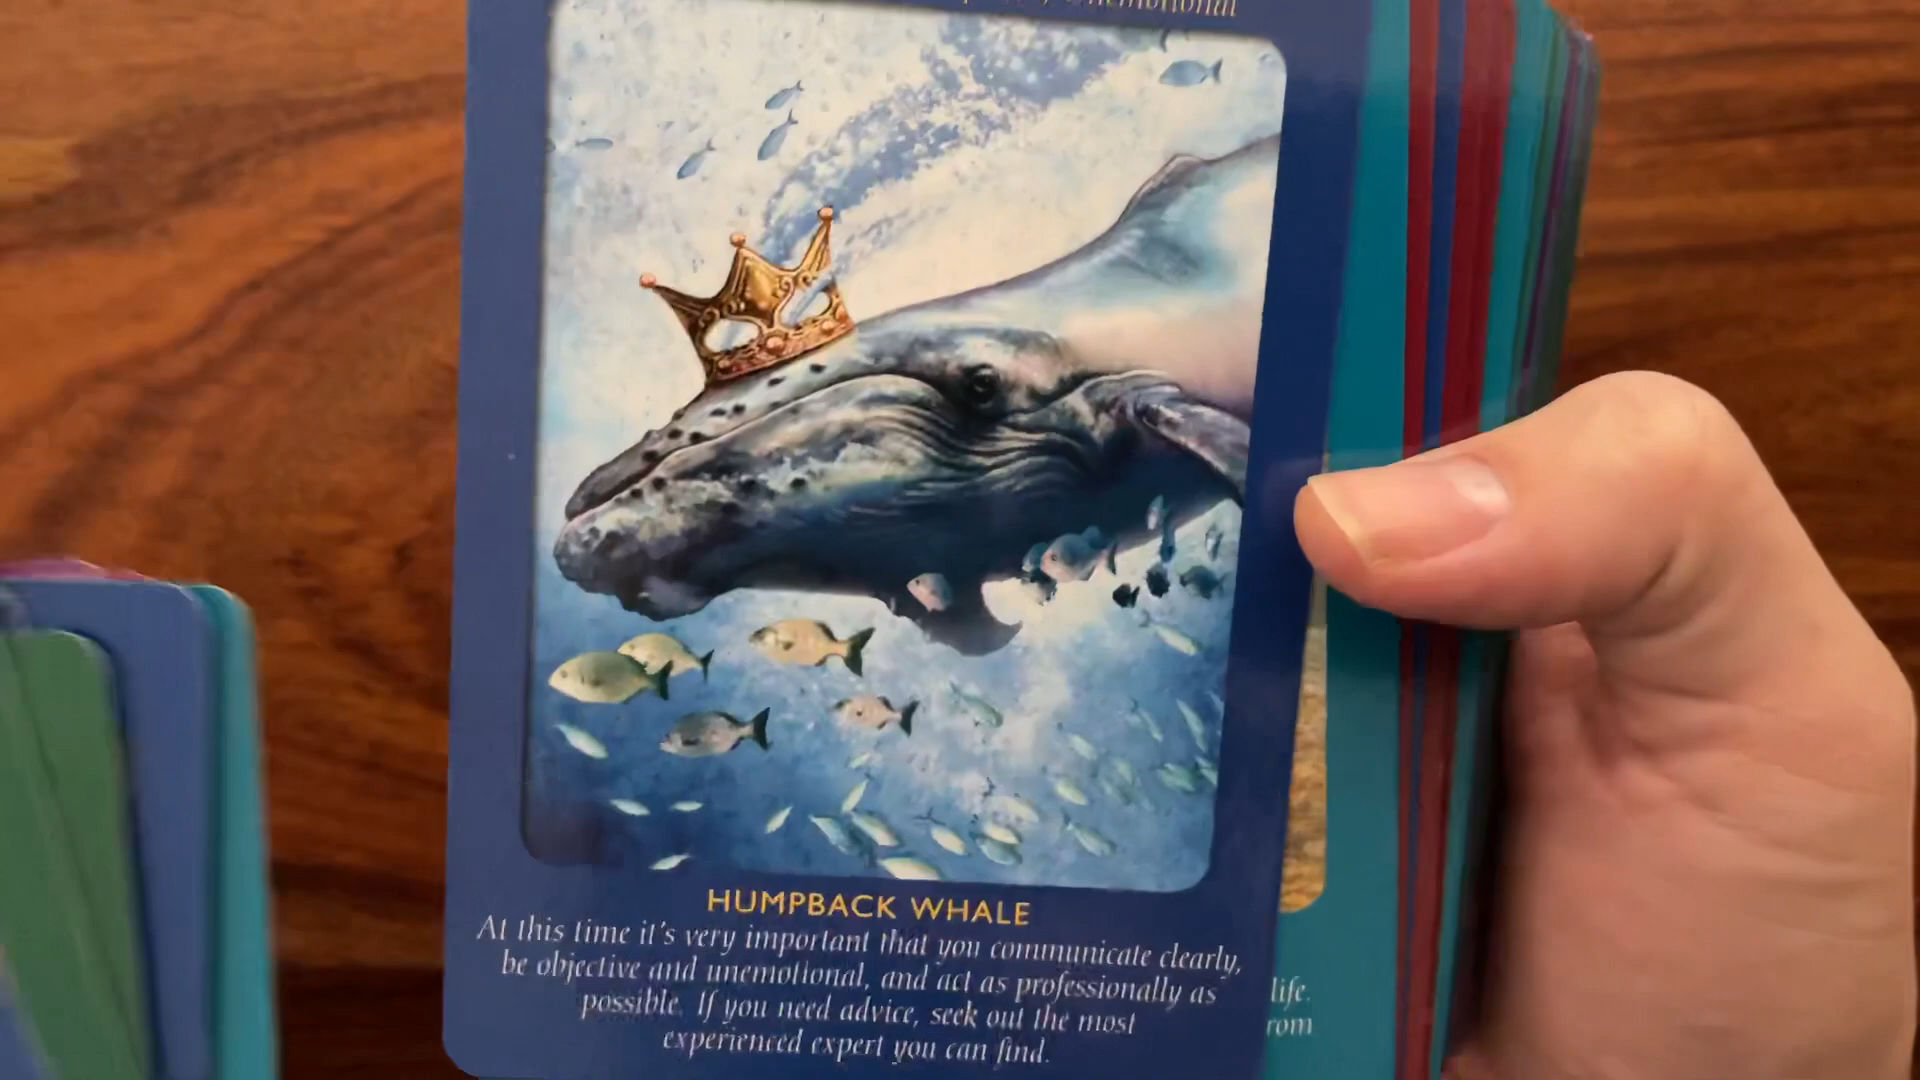 unemotional
HUMPBACK WHALE
At this time it's very important that you communicate clearly,
be objective and unemotional, and act as professionally as
possible. If you need advice, seek out the most
experienced expert you can find.
life.
rom